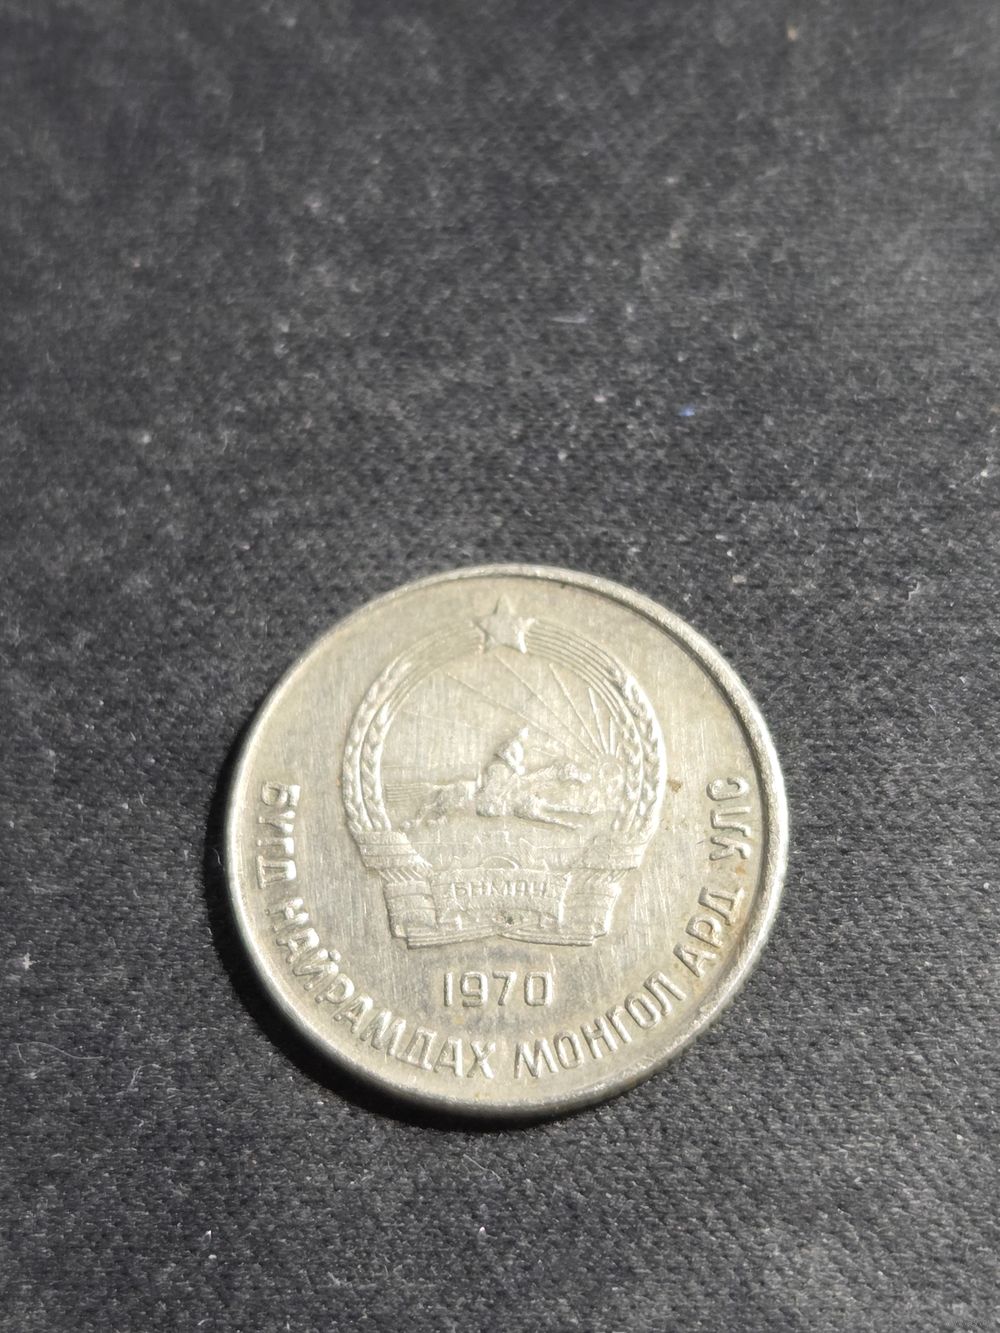 БНМАУ
1970
БҮГД НАЙРАМДАХ МОНГОЛ АРД УЛС